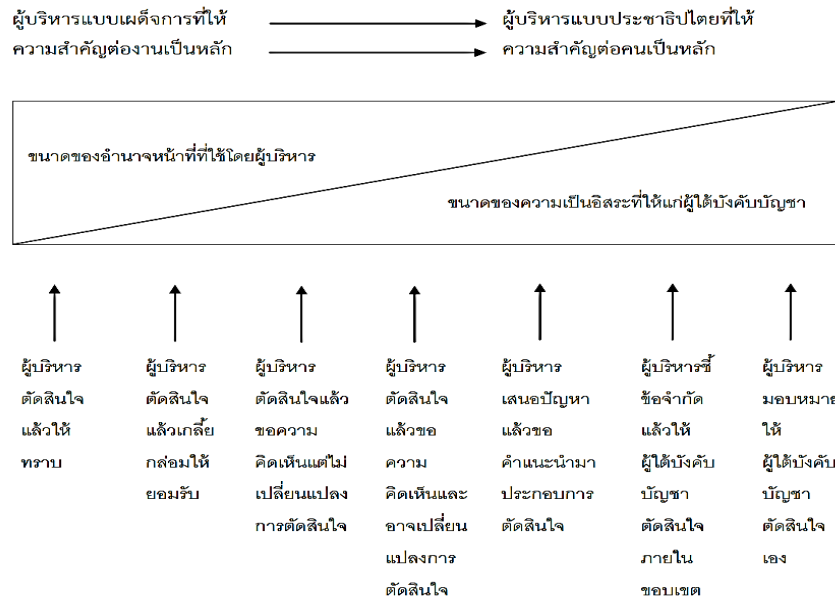 ผู้บริหารแบบเผด็จการที่ให้
ความสำคัญต่องานเป็นหลัก
ผู้บริหารแบบประชาธิปไตยที่ให้
ความสำคัญต่อคนเป็นหลัก
ขนาดของอำนาจหน้าที่ที่ใช้โดยผู้บริหาร
ขนาดของความเป็นอิสระที่ให้แก่ผู้ใต้บังคับบัญชา
ผู้บริหาร
ตัดสินใจ
แล้วให้
ทราบ
ผู้บริหาร
ตัดสินใจ
แล้วเกลี้ย
กล่อมให้
ยอมรับ
ผู้บริหาร
ตัดสินใจแล้ว
ขอความ
คิดเห็นแต่ไม่
เปลี่ยนแปลง
การตัดสินใจ
ผู้บริหาร
ตัดสินใจ
แล้วขอ
ความ
คิดเห็นและ
อาจเปลี่ยน
แปลงการ
ตัดสินใจ
ผู้บริหาร
เสนอปัญหา
แล้วขอ
คำแนะนำมา
ประกอบการ
ตัดสินใจ
ผู้บริหารชี้
ข้อจำกัด
แล้วให้
ผู้ใต้บังคับ
บัญชา
ตัดสินใจ
ภายใน
ขอบเขต
ผู้บริหาร
มอบหมาย
ให้
ผู้ใต้บังคับ
บัญชา
ตัดสินใจ
เอง